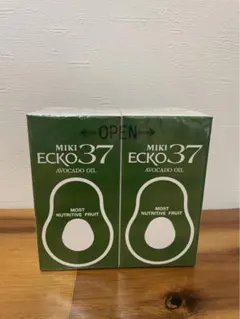 OPEN
MIKI
ECKO37
AVOCADO OIL
MOST
NUTRITIVE FRUIT
MIKI
ECKO37
AVOCADO OIL
MOST
NUTRITIVE FRUIT